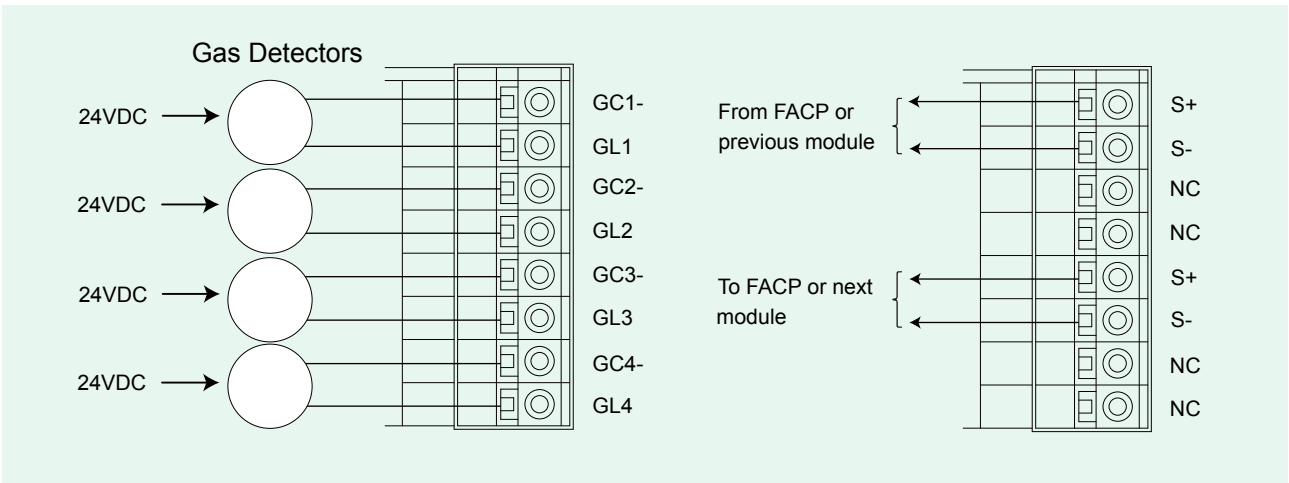 Gas Detectors
24VDC
24VDC
24VDC
24VDC
GC1-
GL1
GC2-
GL2
GC3-
GL3
GC4-
GL4
From FACP or
previous module
To FACP or next
module
S+
S-
NC
NC
S+
S-
NC
NC